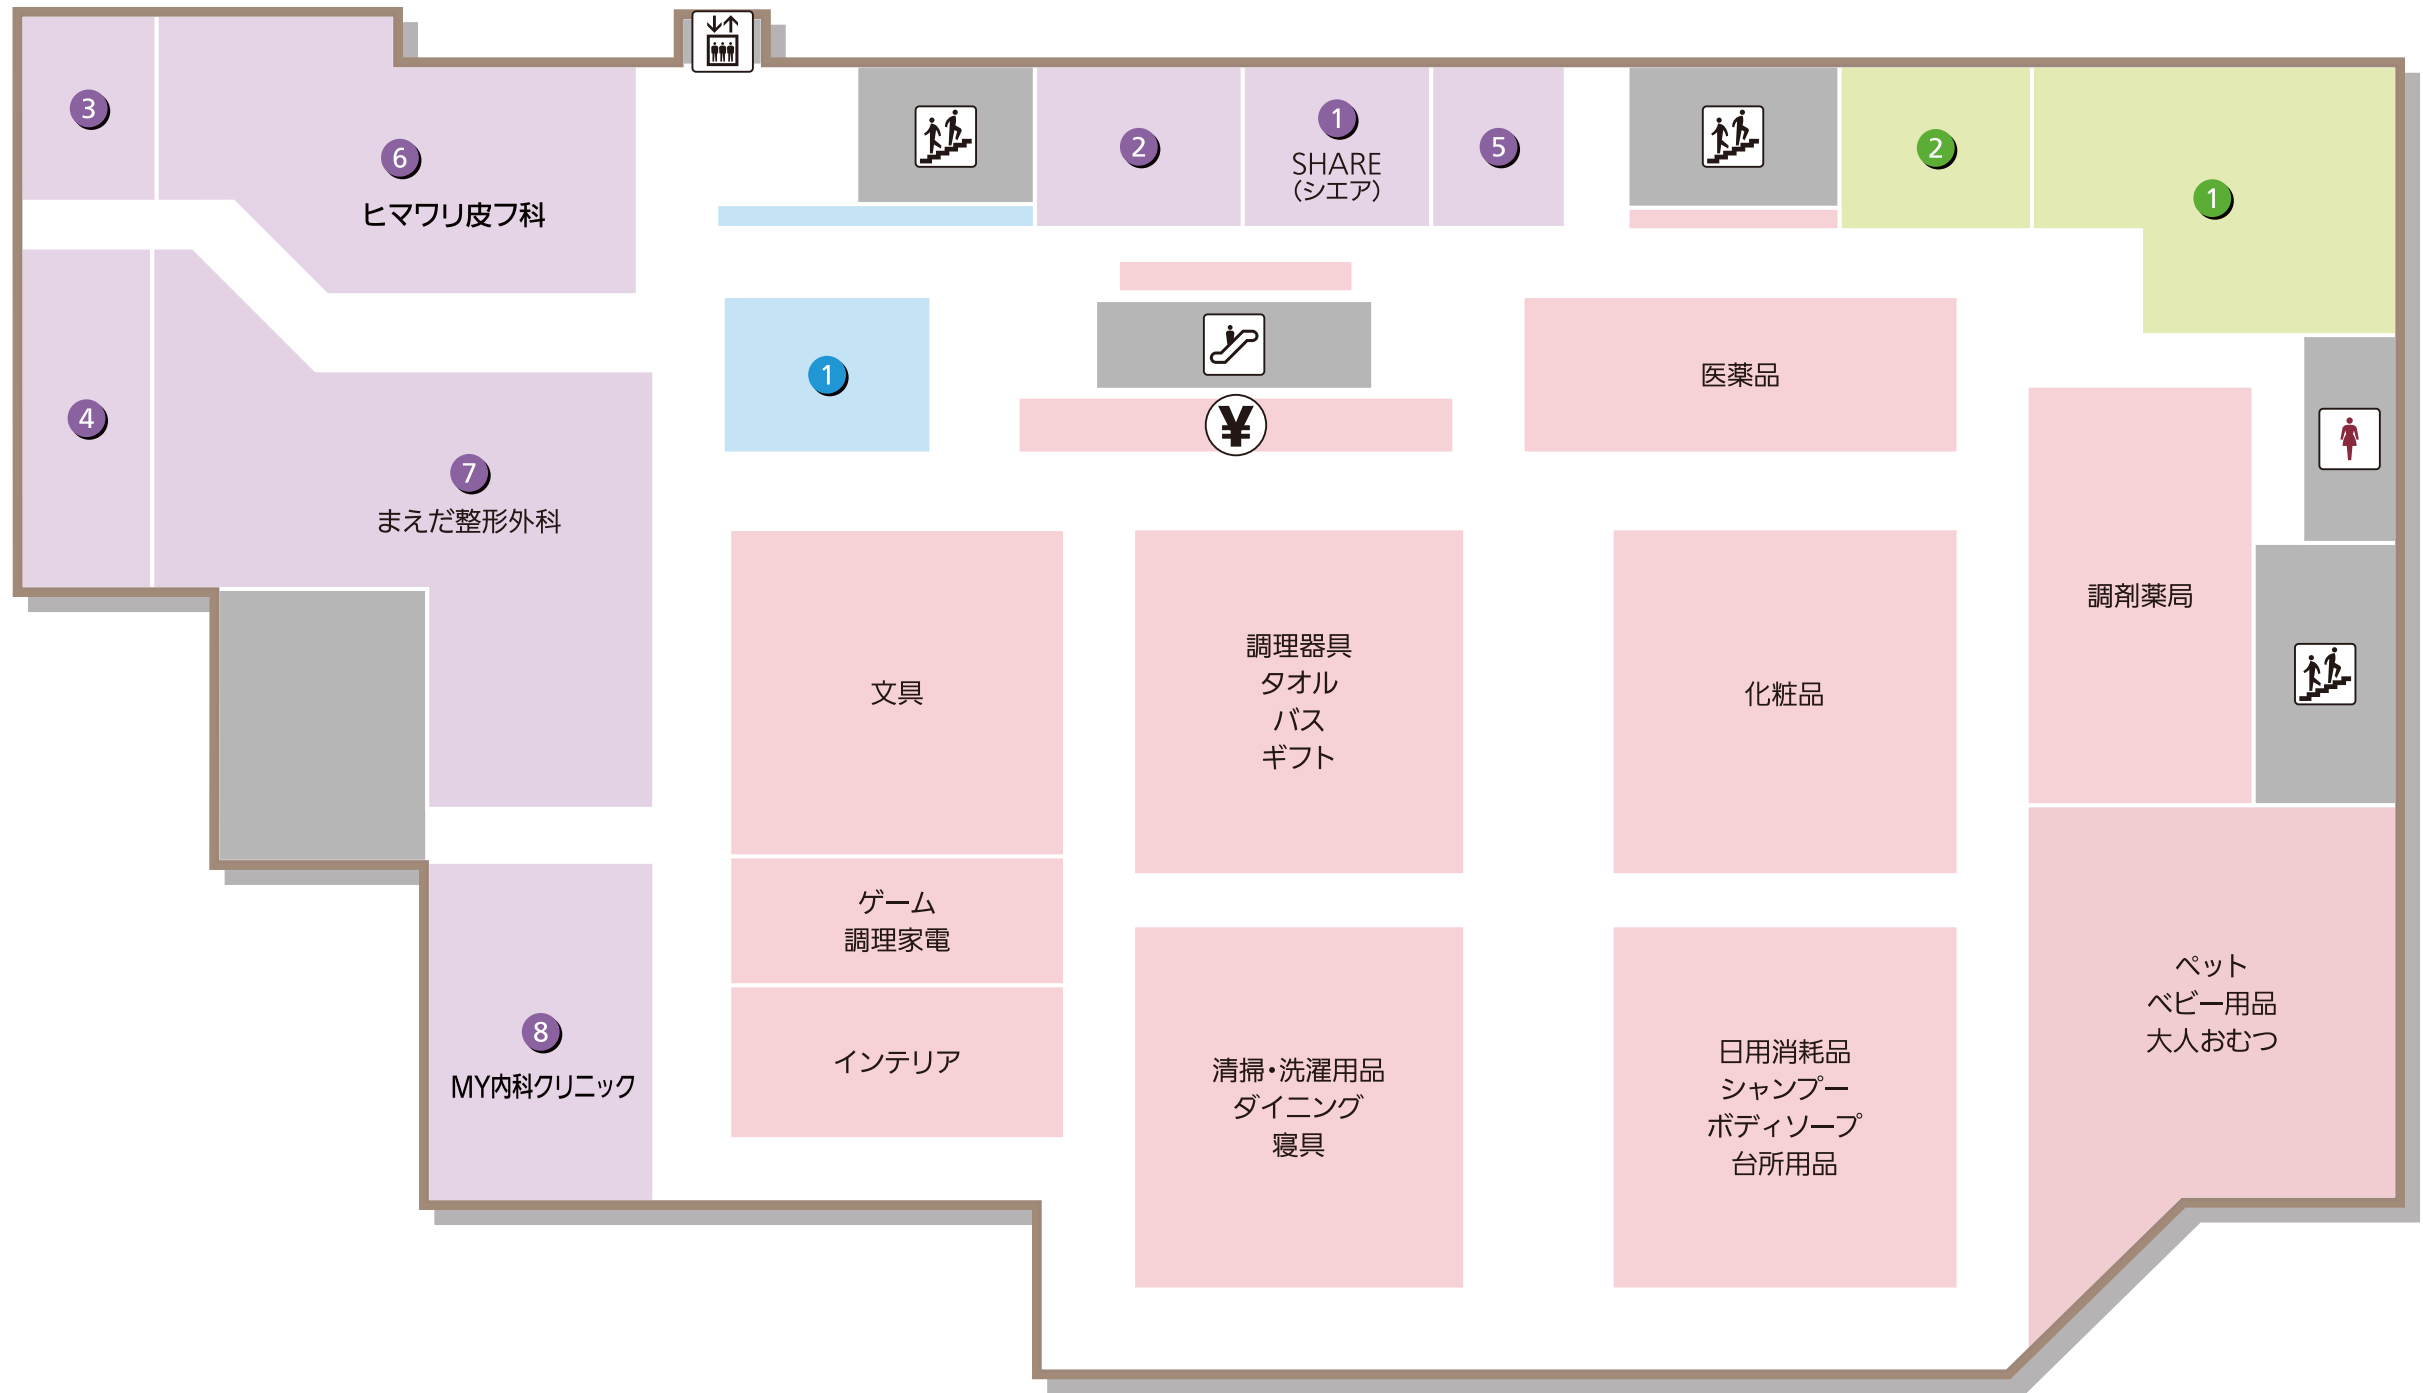 3
6
ヒマワリ皮フ科
2
1
SHARE
(シエア)
5
2
1
4
7
まえだ整形外科
1
¥
医薬品
調剤薬局
文具
調理器具
タオル
バス
ギフト
化粧品
ゲーム
調理家電
インテリア
8
MY内科クリニック
清掃・洗濯用品
ダイニング
寝具
日用消耗品
シャンプー
ボディソープ
台所用品
ペット
ベビー用品
大人おむつ